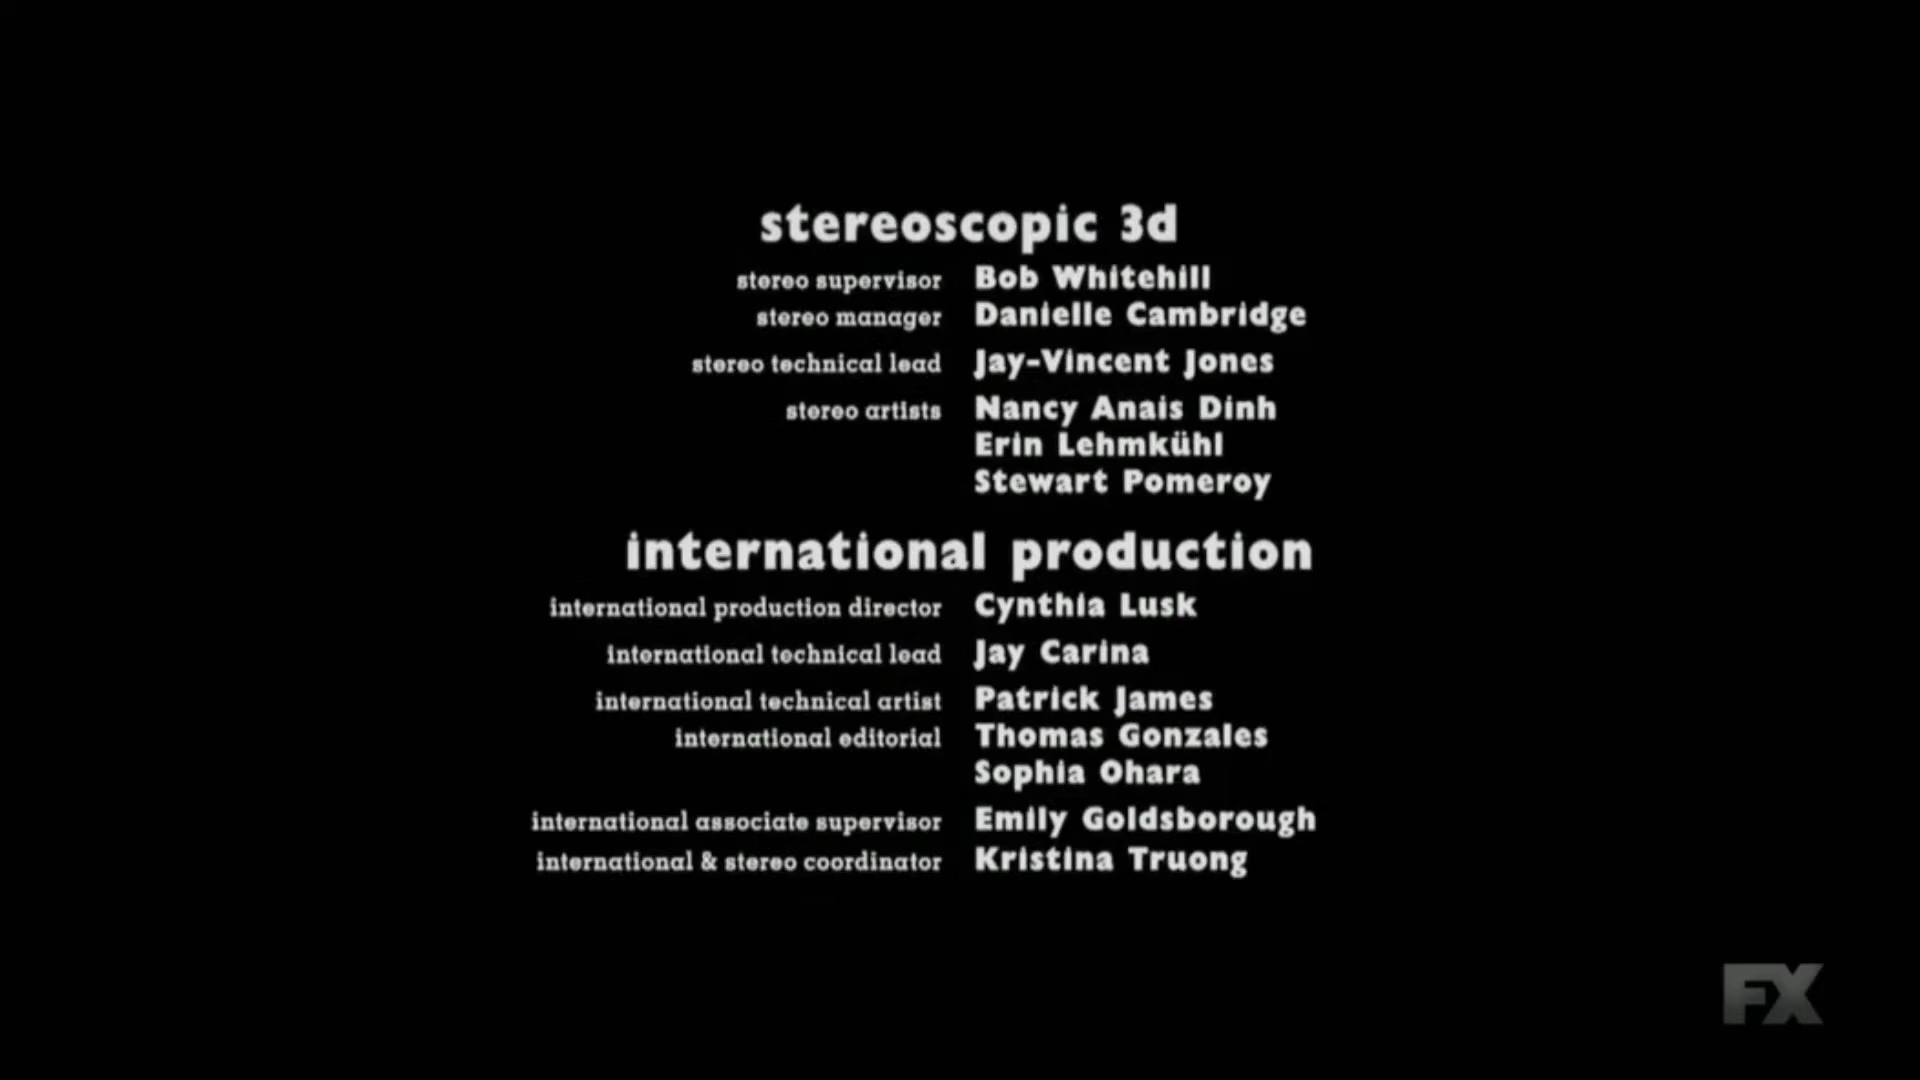 stereoscopic 3d
stereo supervisor Bob Whitehill
stereo manager Danielle Cambridge
stereo technical lead Jay-Vincent Jones
stereo artists Nancy Anais Dinh
Erin Lehmkühl
Stewart Pomeroy
international production
international production director Cynthia Lusk
international technical lead Jay Carina
international technical artist Patrick James
international editorial Thomas Gonzales
Sophia Ohara
international associate supervisor Emily Goldsborough
international & stereo coordinator Kristina Truong
FX